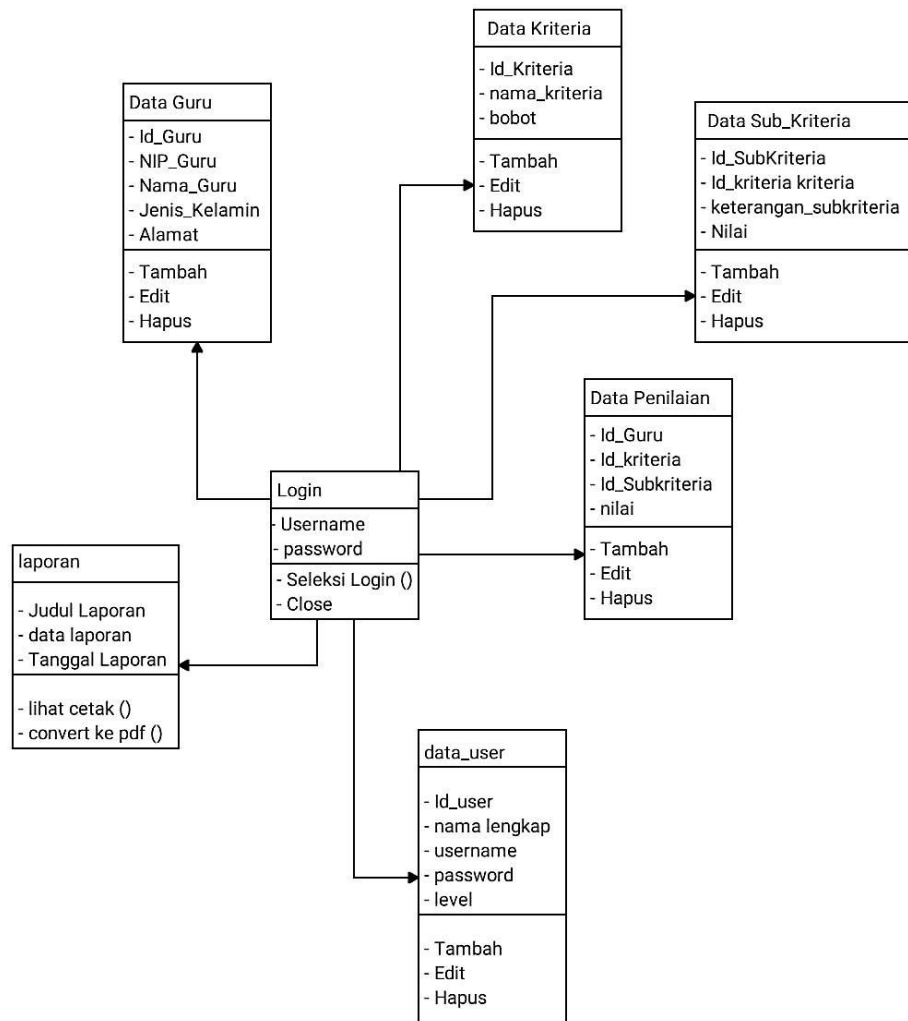 Data Kriteria
- Id_Kriteria
- nama_kriteria
- bobot
- Tambah
- Edit
- Hapus
Data Guru
- Id_Guru
- NIP_Guru
- Nama_Guru
- Jenis_Kelamin
- Alamat
- Tambah
- Edit
- Hapus
Data Sub_Kriteria
- Id_SubKriteria
- Id_kriteria kriteria
- keterangan_subkriteria
- Nilai
- Tambah
- Edit
- Hapus
Data Penilaian
- Id_Guru
- Id_kriteria
- Id_Subkriteria
- nilai
- Tambah
- Edit
- Hapus
Login
- Username
- password
- Seleksi Login ()
- Close
laporan
- Judul Laporan
- data laporan
- Tanggal Laporan
- lihat cetak ()
- convert ke pdf ()
data_user
- Id_user
- nama lengkap
- username
- password
- level
- Tambah
- Edit
- Hapus